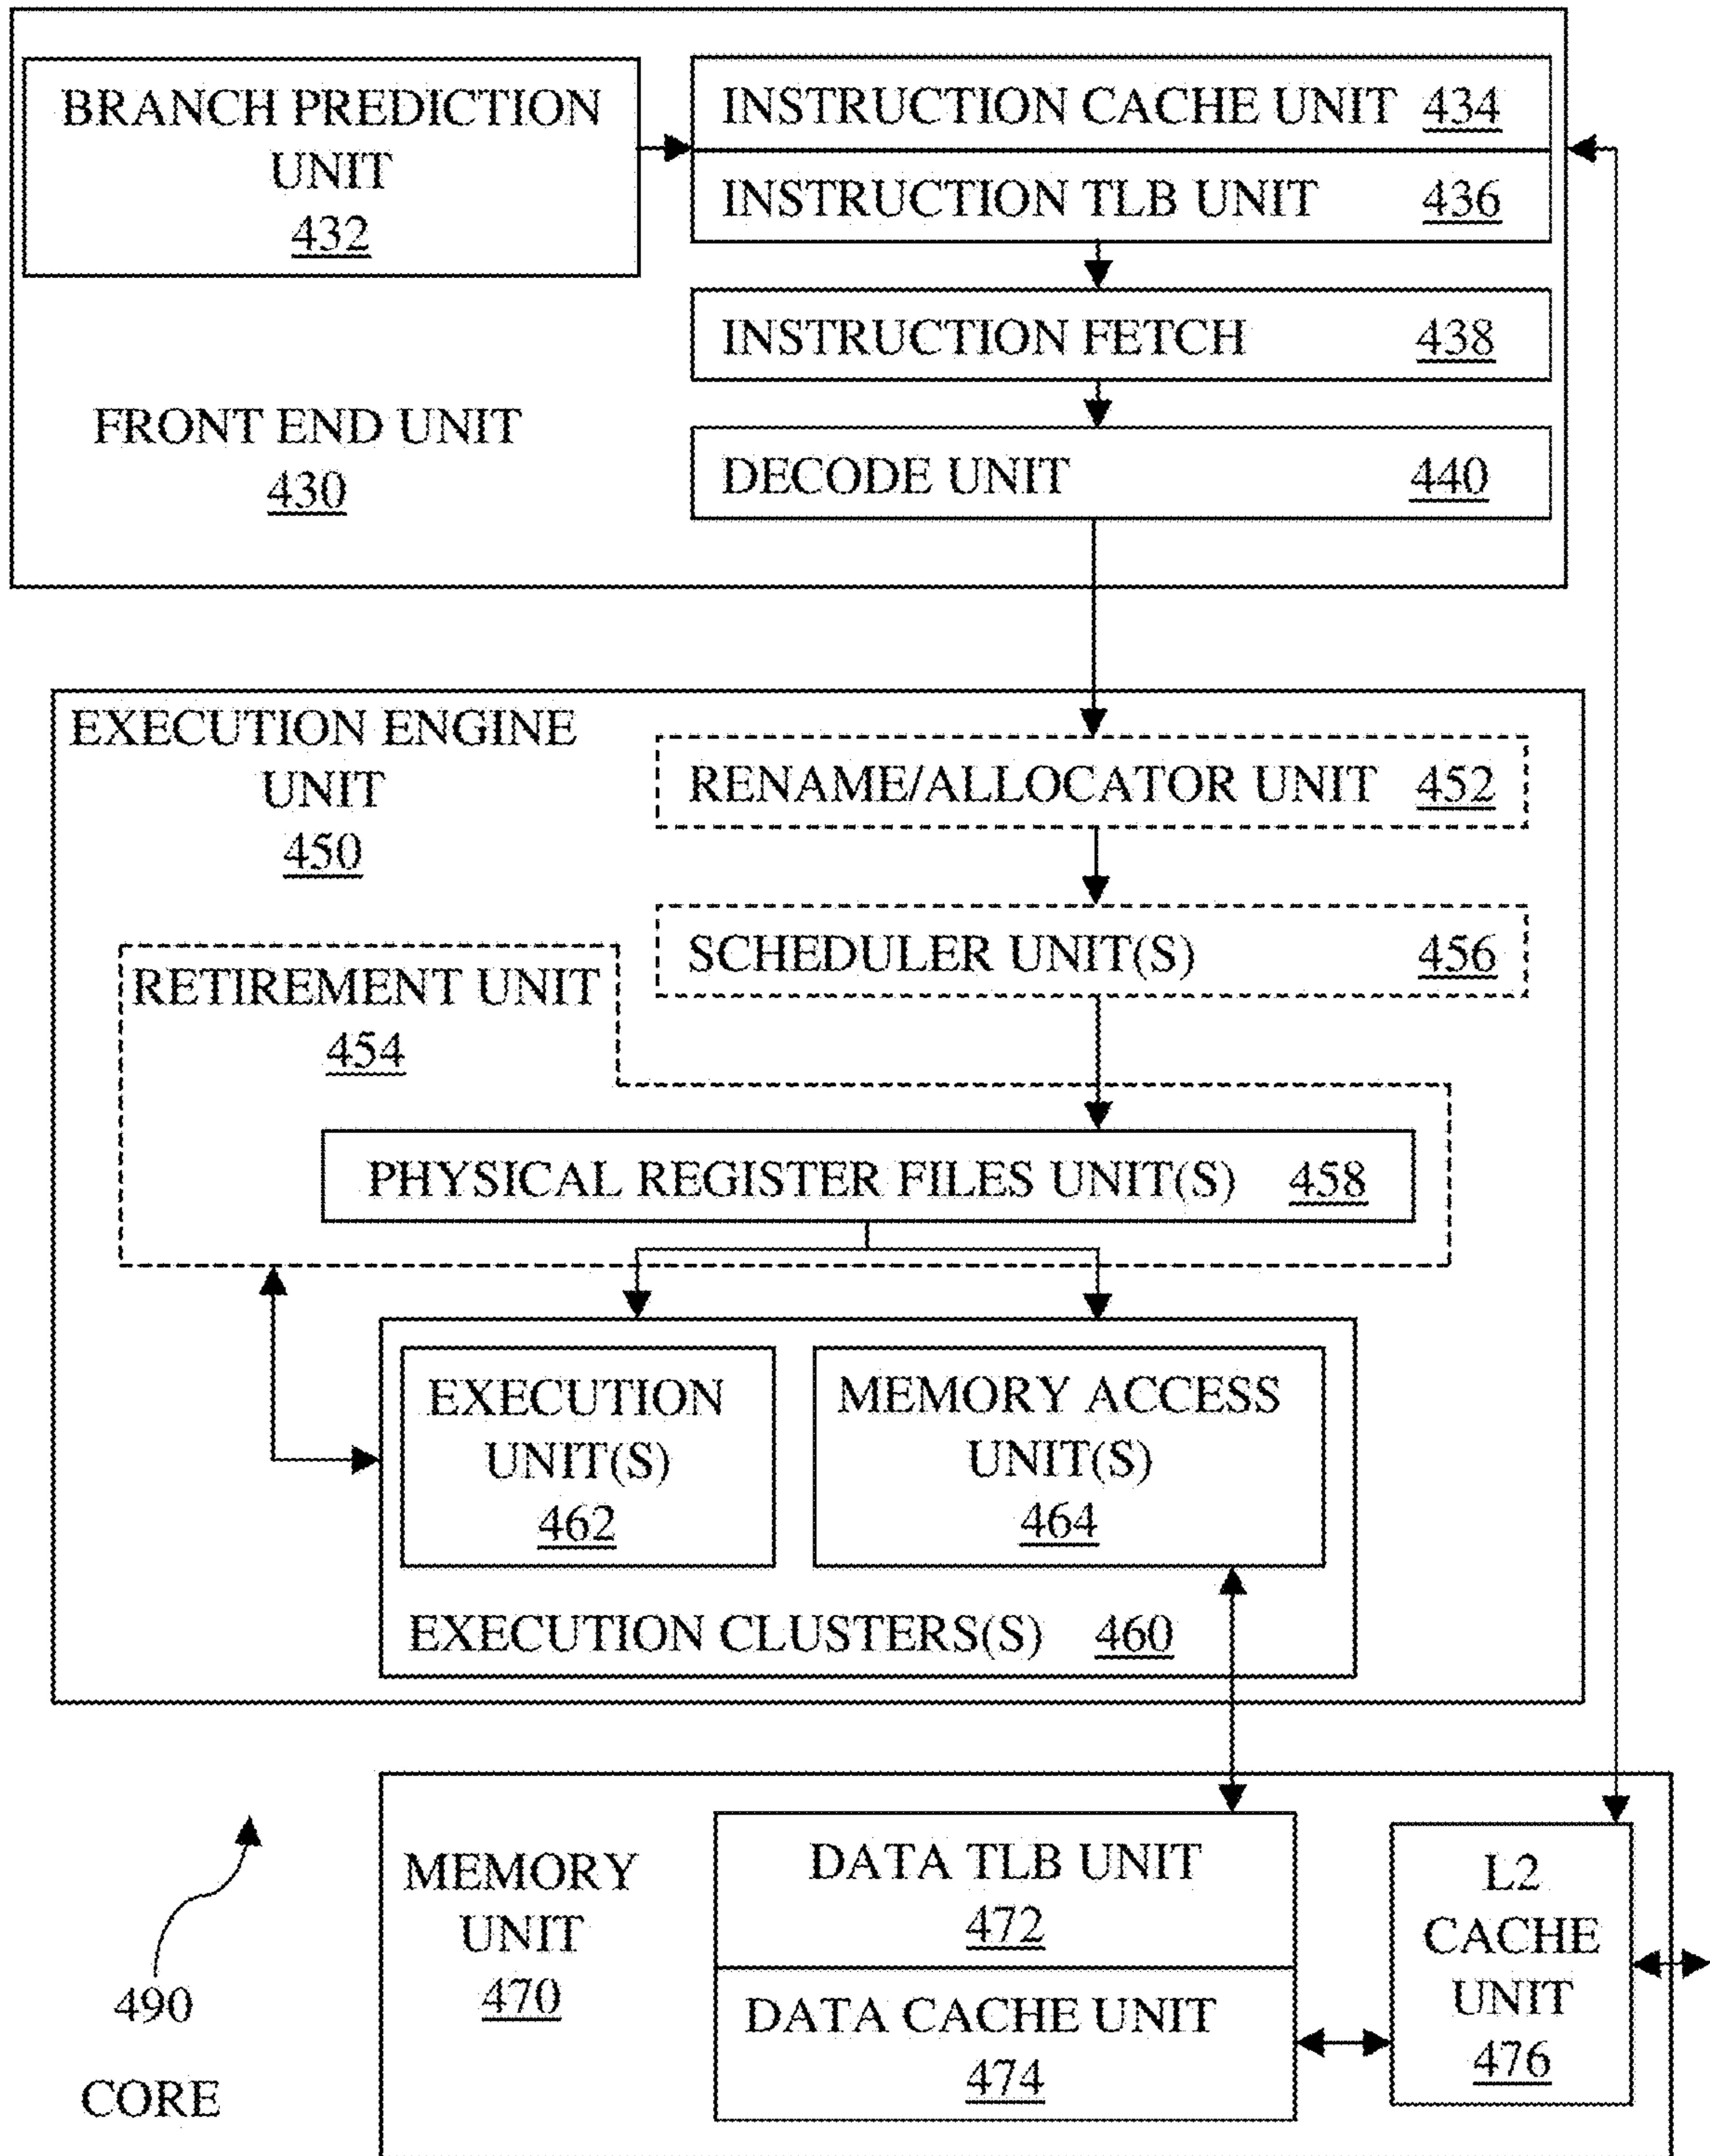 BRANCH PREDICTION
UNIT
432
INSTRUCTION CACHE UNIT 434
INSTRUCTION TLB UNIT 436
INSTRUCTION FETCH 438
FRONT END UNIT
430
DECODE UNIT 440
EXECUTION ENGINE
UNIT
450
RENAME/ALLOCATOR UNIT 452
SCHEDULER UNIT(S) 456
RETIREMENT UNIT
454
PHYSICAL REGISTER FILES UNIT(S) 458
EXECUTION
UNIT(S)
462
MEMORY ACCESS
UNIT(S)
464
EXECUTION CLUSTERS(S) 460
MEMORY
UNIT
470
DATA TLB UNIT
472
DATA CACHE UNIT
474
L2
CACHE
UNIT
476
490
CORE